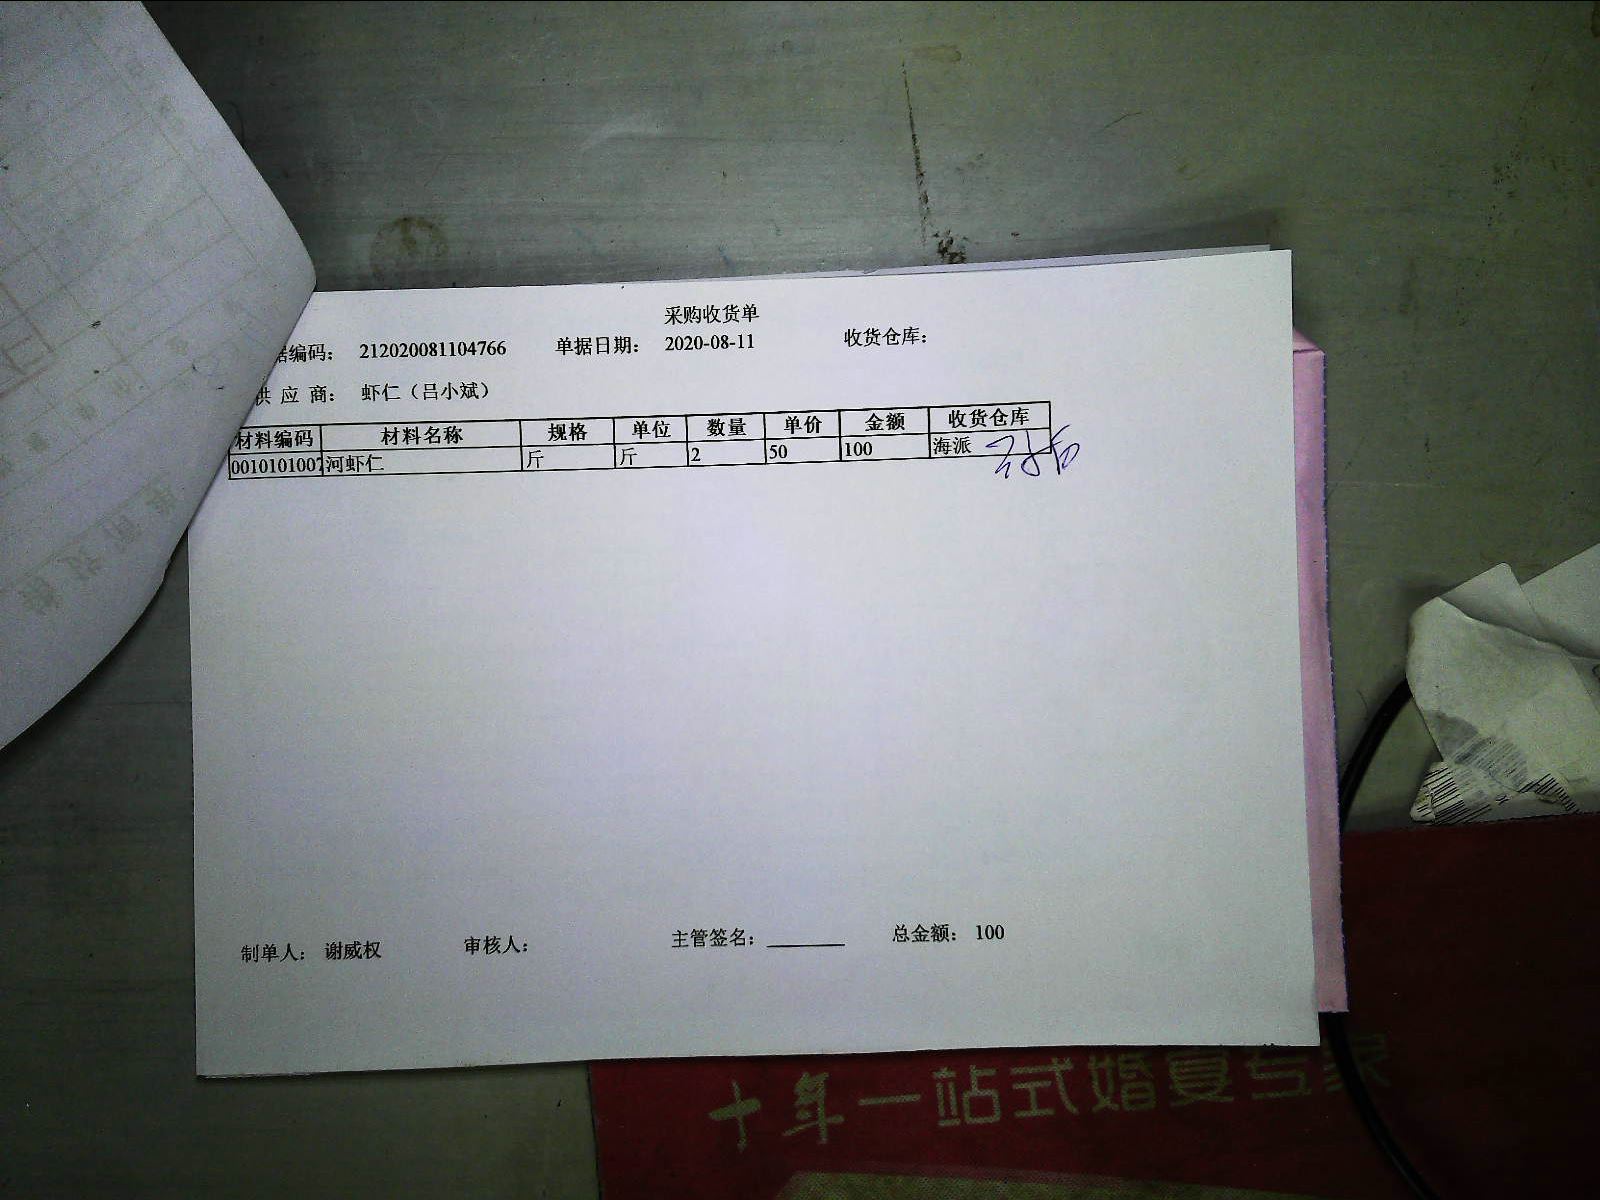 采购收货单
据编码： 212020081104766 单据日期： 2020-08-11 收货仓库：
供 应 商： 虾仁（吕小斌）
材料编码 材料名称 规格 单位 数量 单价 金额 收货仓库
0010101007 河虾仁 斤 斤 2 50 100 海派
制单人： 谢威权 审核人： 主管签名： ________ 总金额： 100
十年一站式婚宴专家